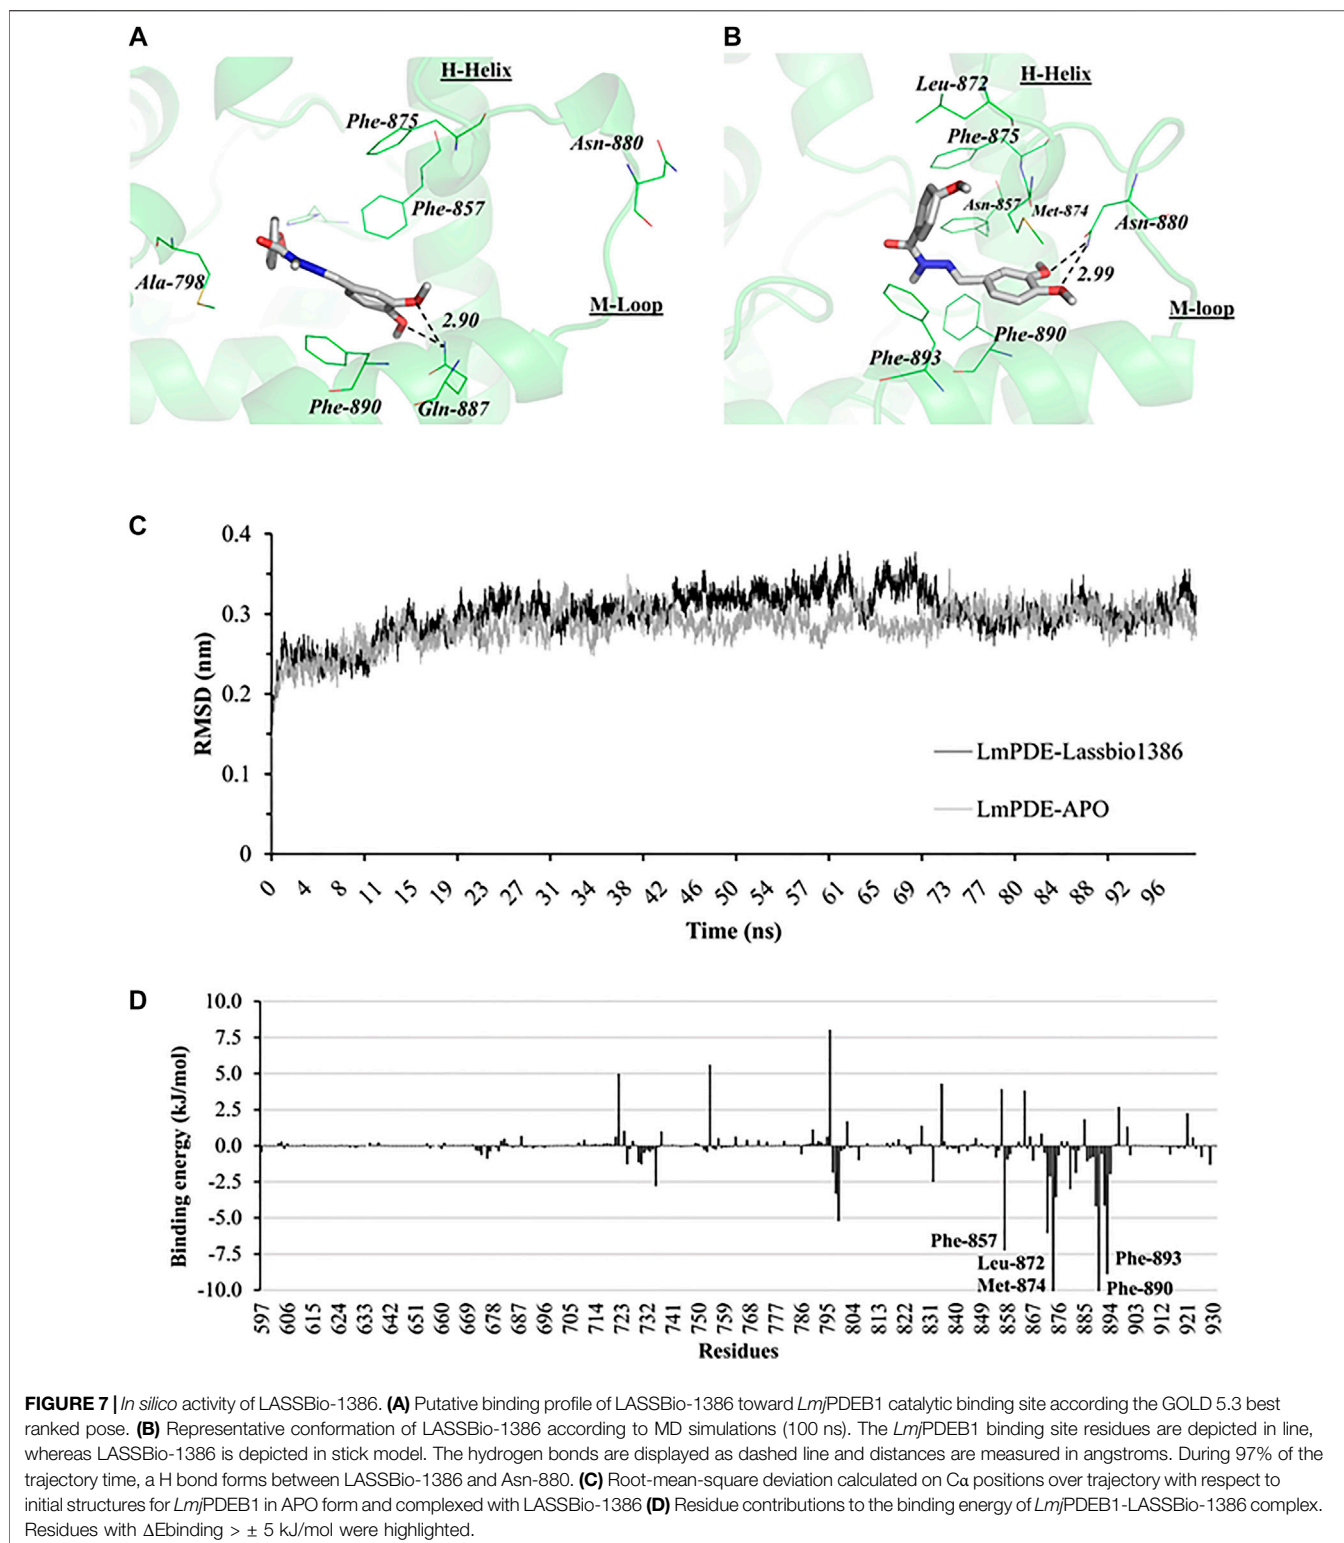 A
H-Helix
Phe-875
Asn-880
Phe-857
Ala-798
M-Loop
2.90
Phe-890
Gln-887
B
H-Helix
Leu-872
Phe-875
Asn-857
Met-874
Asn-880
2.99
M-loop
Phe-890
Phe-893
C
0.4
0.3
0.2
0.1
0
RMSD (nm)
LmPDE-Lassbio1386
LmPDE-APO
0 4 8 11 15 19 23 27 31 34 38 42 46 50 54 57 61 65 69 73 77 80 84 88 92 96
Time (ns)
D
10.0
7.5
5.0
2.5
0.0
-2.5
-5.0
-7.5
-10.0
Binding energy (kJ/mol)
Phe-857
Leu-872
Met-874
Phe-893
Phe-890
597 606 615 624 633 642 651 660 669 678 687 696 705 714 723 732 741 750 759 768 777 786 795 804 813 822 831 840 849 858 867 876 885 894 903 912 921 930
Residues
FIGURE 7 | In silico activity of LASSBio-1386. (A) Putative binding profile of LASSBio-1386 toward LmjPDEB1 catalytic binding site according the GOLD 5.3 best
ranked pose. (B) Representative conformation of LASSBio-1386 according to MD simulations (100 ns). The LmjPDEB1 binding site residues are depicted in line,
whereas LASSBio-1386 is depicted in stick model. The hydrogen bonds are displayed as dashed line and distances are measured in angstroms. During 97% of the
trajectory time, a H bond forms between LASSBio-1386 and Asn-880. (C) Root-mean-square deviation calculated on Cα positions over trajectory with respect to
initial structures for LmjPDEB1 in APO form and complexed with LASSBio-1386 (D) Residue contributions to the binding energy of LmjPDEB1-LASSBio-1386 complex.
Residues with ΔEbinding > ± 5 kJ/mol were highlighted.